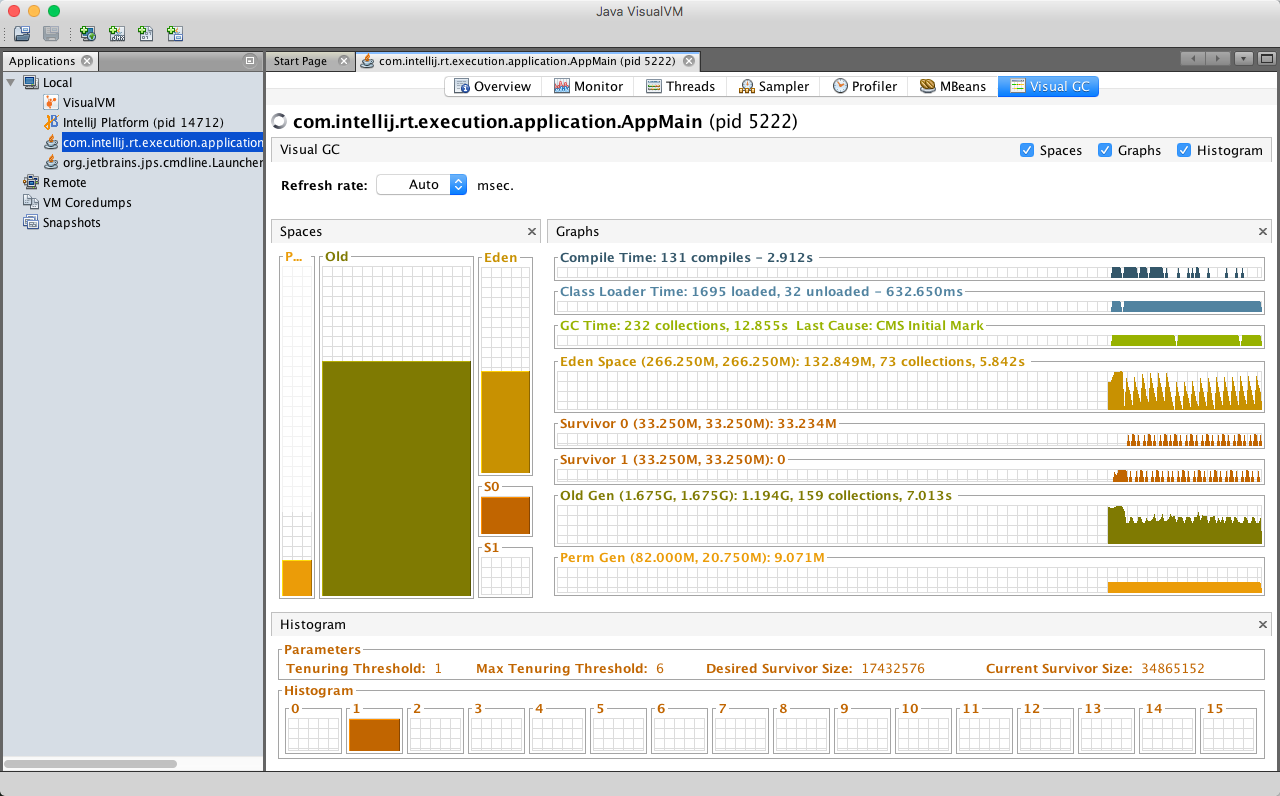 Java VisualVM
Applications
Start Page
com.intellij.rt.execution.application.AppMain (pid 5222)
Local
VisualVM
IntelliJ Platform (pid 14712)
com.intellij.rt.execution.application
org.jetbrains.jps.cmdline.Launcher
Remote
VM Coredumps
Snapshots
Overview Monitor Threads Sampler Profiler MBeans Visual GC
com.intellij.rt.execution.application.AppMain (pid 5222)
Visual GC Spaces Graphs Histogram
Refresh rate: Auto msec.
Spaces
P... Old Eden
S0
S1
Graphs
Compile Time: 131 compiles - 2.912s
Class Loader Time: 1695 loaded, 32 unloaded - 632.650ms
GC Time: 232 collections, 12.855s Last Cause: CMS Initial Mark
Eden Space (266.250M, 266.250M): 132.849M, 73 collections, 5.842s
Survivor 0 (33.250M, 33.250M): 33.234M
Survivor 1 (33.250M, 33.250M): 0
Old Gen (1.675G, 1.675G): 1.194G, 159 collections, 7.013s
Perm Gen (82.000M, 20.750M): 9.071M
Histogram
Parameters
Tenuring Threshold: 1 Max Tenuring Threshold: 6 Desired Survivor Size: 17432576 Current Survivor Size: 34865152
Histogram
0 1 2 3 4 5 6 7 8 9 10 11 12 13 14 15